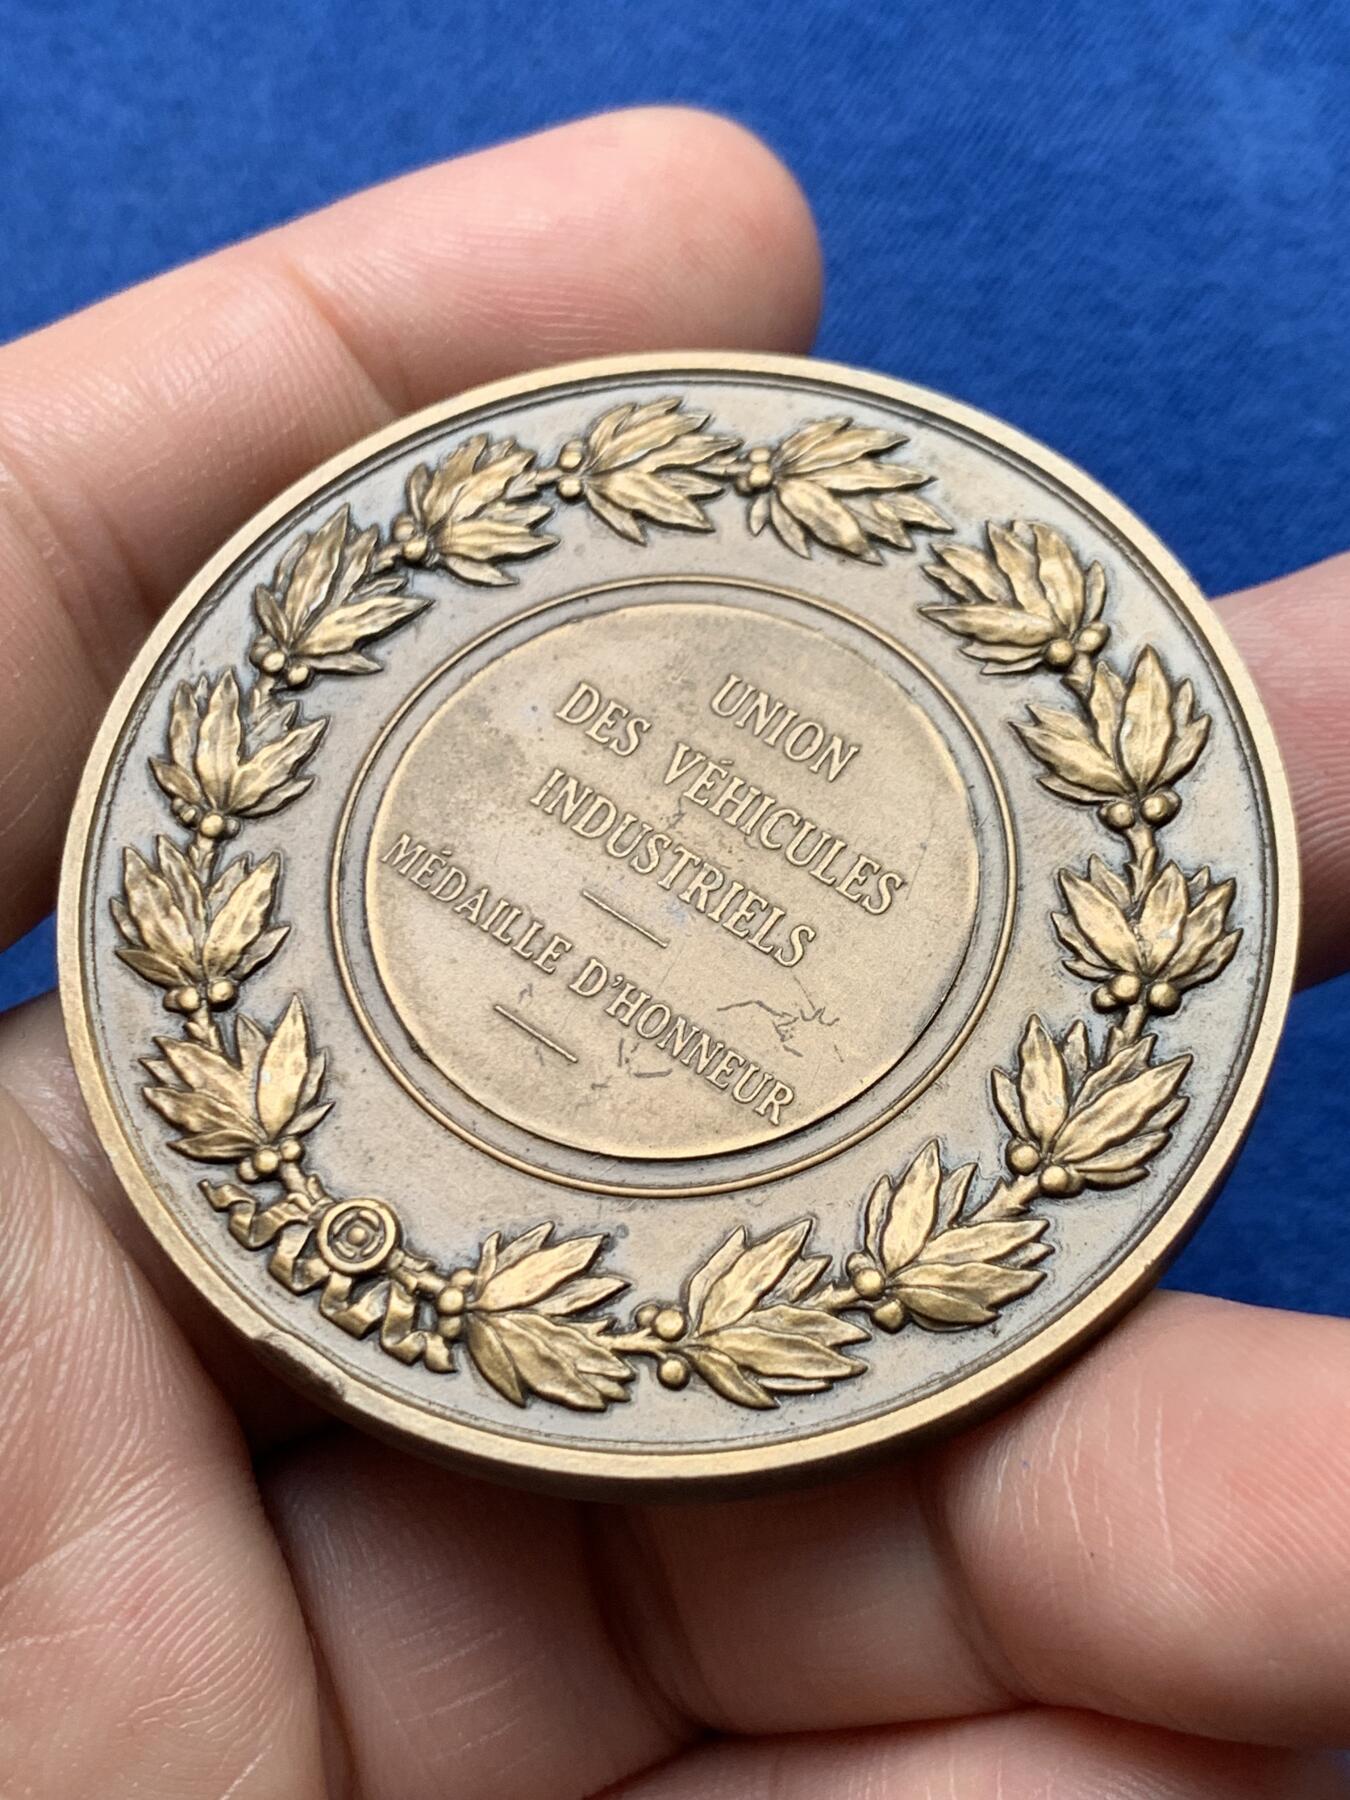 UNION
DES VÉHICULES
INDUSTRIELS
MÉDAILLE D'HONNEUR